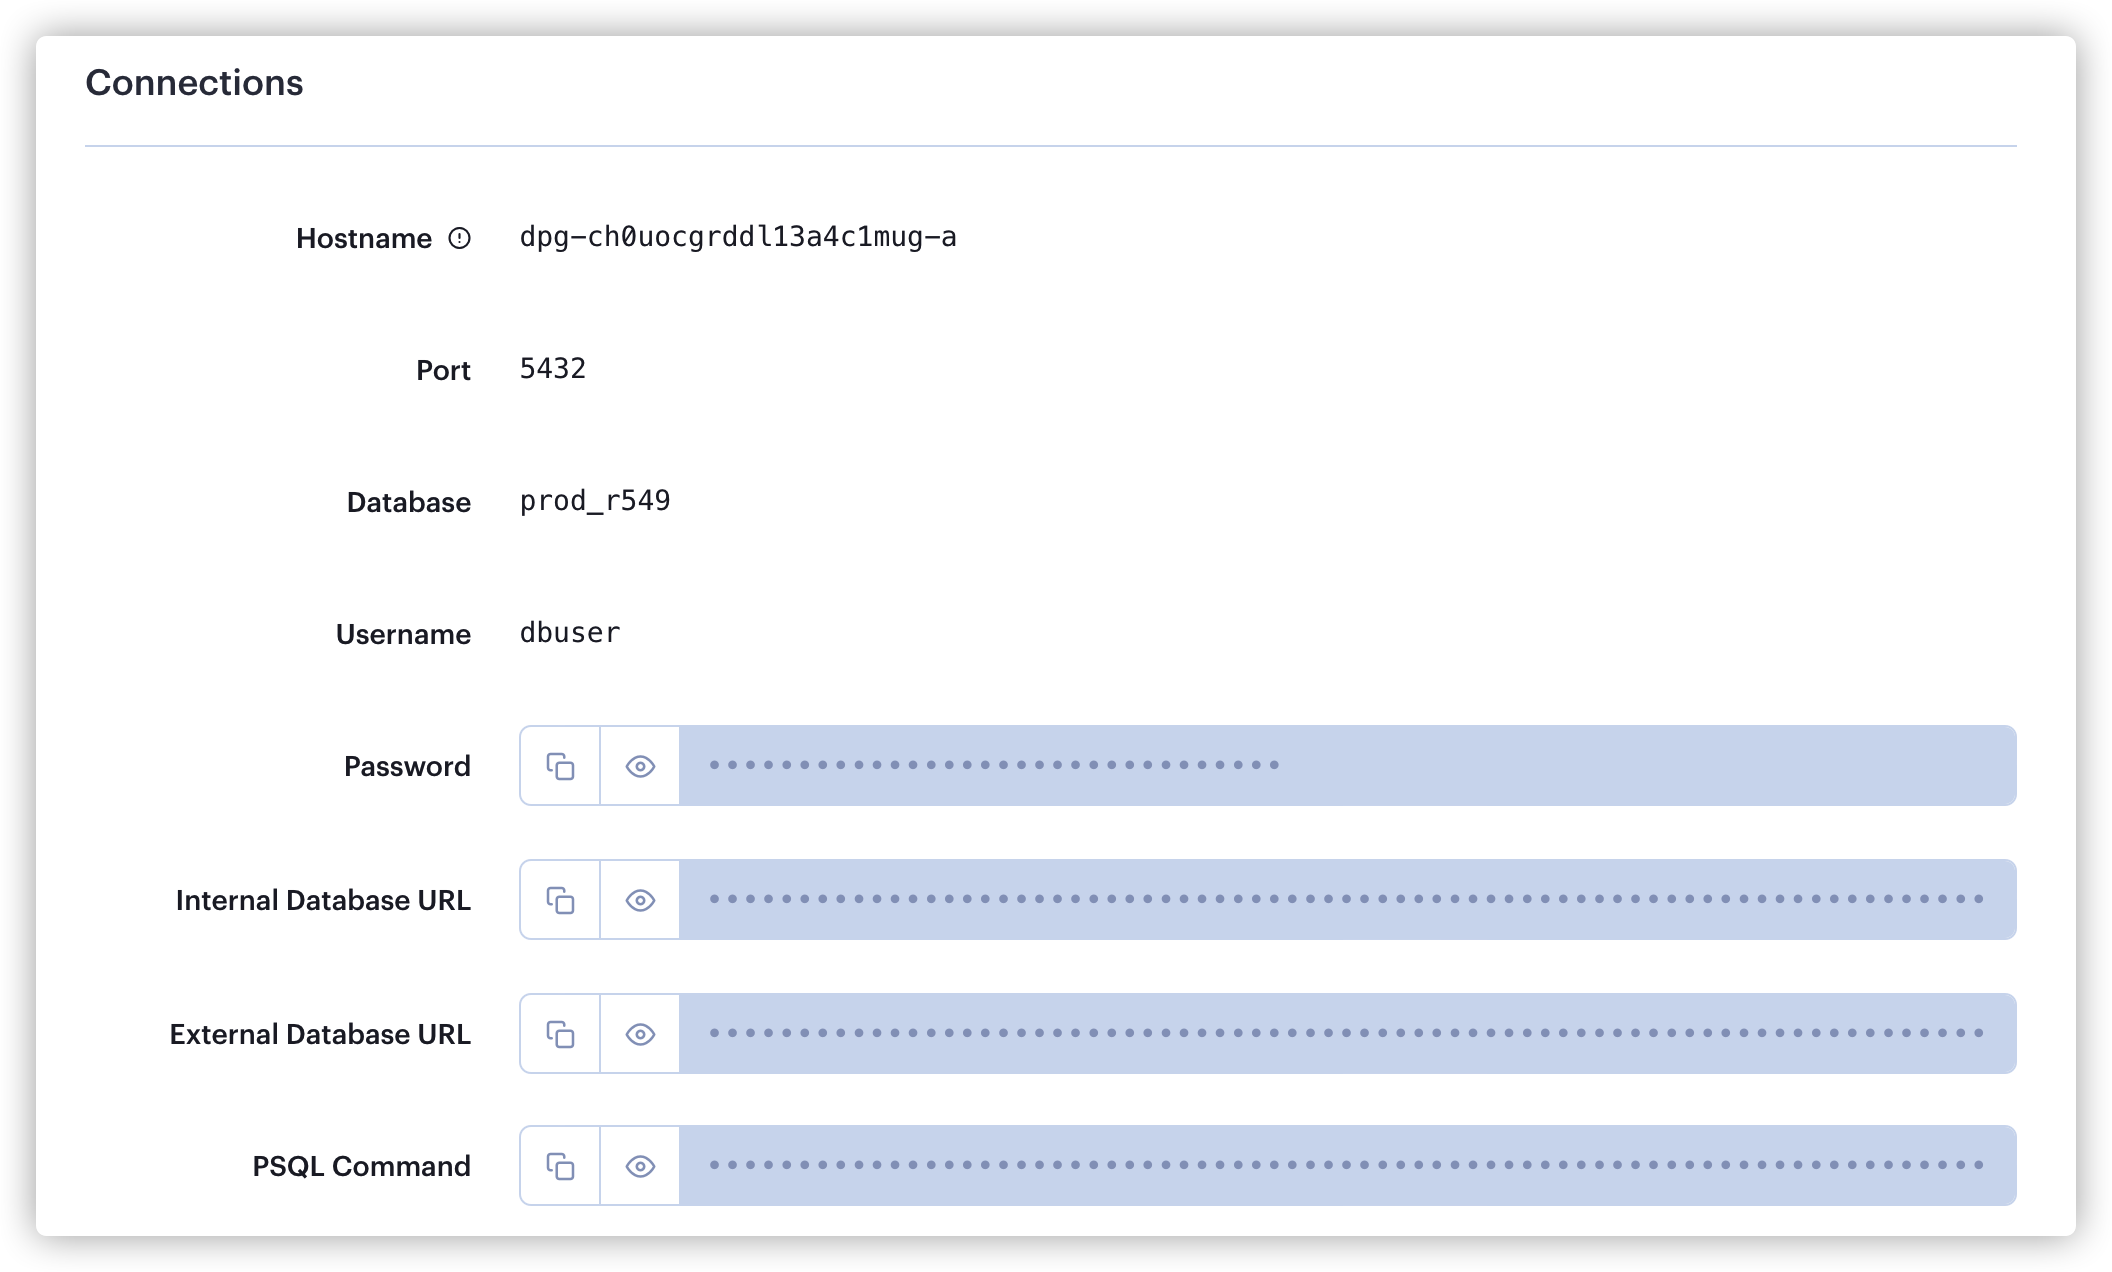 Connections
Hostname dpg-ch0uocgrddl13a4c1mug-a
Port 5432
Database prod_r549
Username dbuser
Password ••••••••••••••••••••••••••••••••
Internal Database URL •••••••••••••••••••••••••••••••••••••••••••••••••••••••••••••••••••••••
External Database URL •••••••••••••••••••••••••••••••••••••••••••••••••••••••••••••••••••••••
PSQL Command •••••••••••••••••••••••••••••••••••••••••••••••••••••••••••••••••••••••